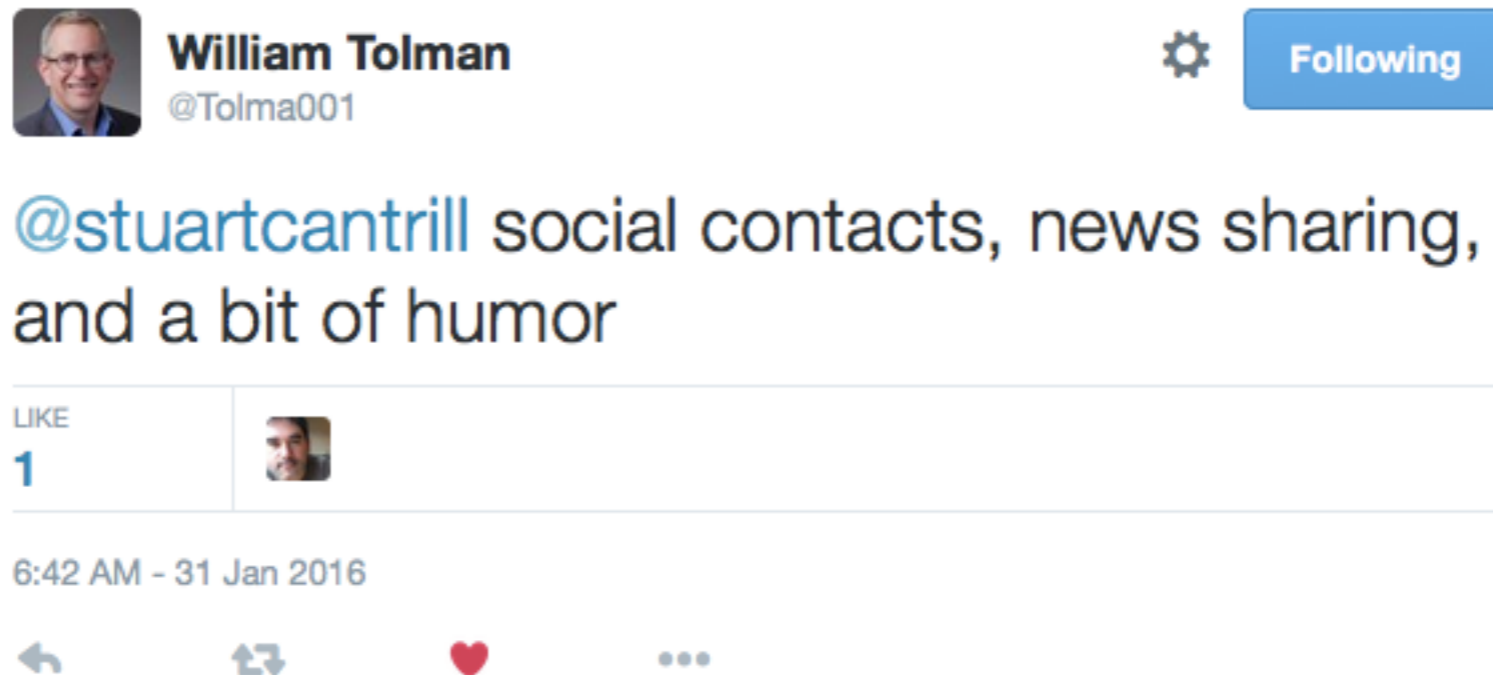 William Tolman
@Tolma001
Following
@stuartcantrill social contacts, news sharing,
and a bit of humor
LIKE
1
6:42 AM - 31 Jan 2016